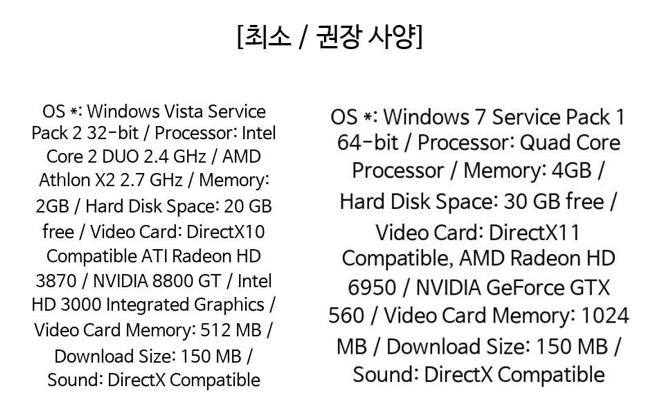 [최소 / 권장 사양]
OS *: Windows Vista Service
Pack 2 32-bit / Processor: Intel
Core 2 DUO 2.4 GHz / AMD
Athlon X2 2.7 GHz / Memory:
2GB / Hard Disk Space: 20 GB
free / Video Card: DirectX10
Compatible ATI Radeon HD
3870 / NVIDIA 8800 GT / Intel
HD 3000 Integrated Graphics /
Video Card Memory: 512 MB /
Download Size: 150 MB /
Sound: DirectX Compatible
OS *: Windows 7 Service Pack 1
64-bit / Processor: Quad Core
Processor / Memory: 4GB /
Hard Disk Space: 30 GB free /
Video Card: DirectX11
Compatible, AMD Radeon HD
6950 / NVIDIA GeForce GTX
560 / Video Card Memory: 1024
MB / Download Size: 150 MB /
Sound: DirectX Compatible